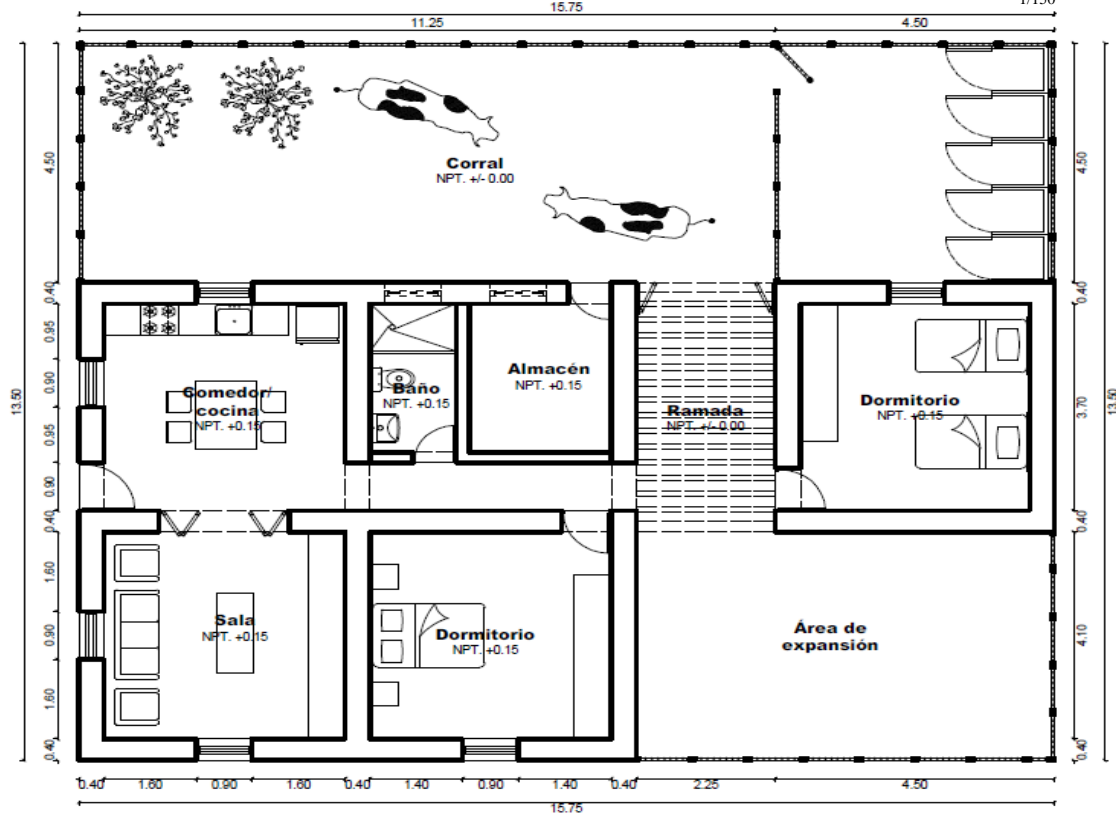 1/150
15.75
11.25
4.50
4.50
4.50
Corral
NPT. +/- 0.00
0.40
0.40
0.95
0.90
0.95
0.90
0.40
1.60
0.90
1.60
0.40
13.50
Comedor/
cocina
NPT. +0.15
Baño
NPT. +0.15
Almacén
NPT. +0.15
Ramada
NPT. +/- 0.00
Dormitorio
NPT. +0.15
3.70
13.50
0.40
Sala
NPT. +0.15
Dormitorio
NPT. +0.15
Área de
expansión
4.10
0.40
0.40
1.60
0.90
1.60
0.40
1.40
0.90
1.40
0.40
2.25
4.50
15.75